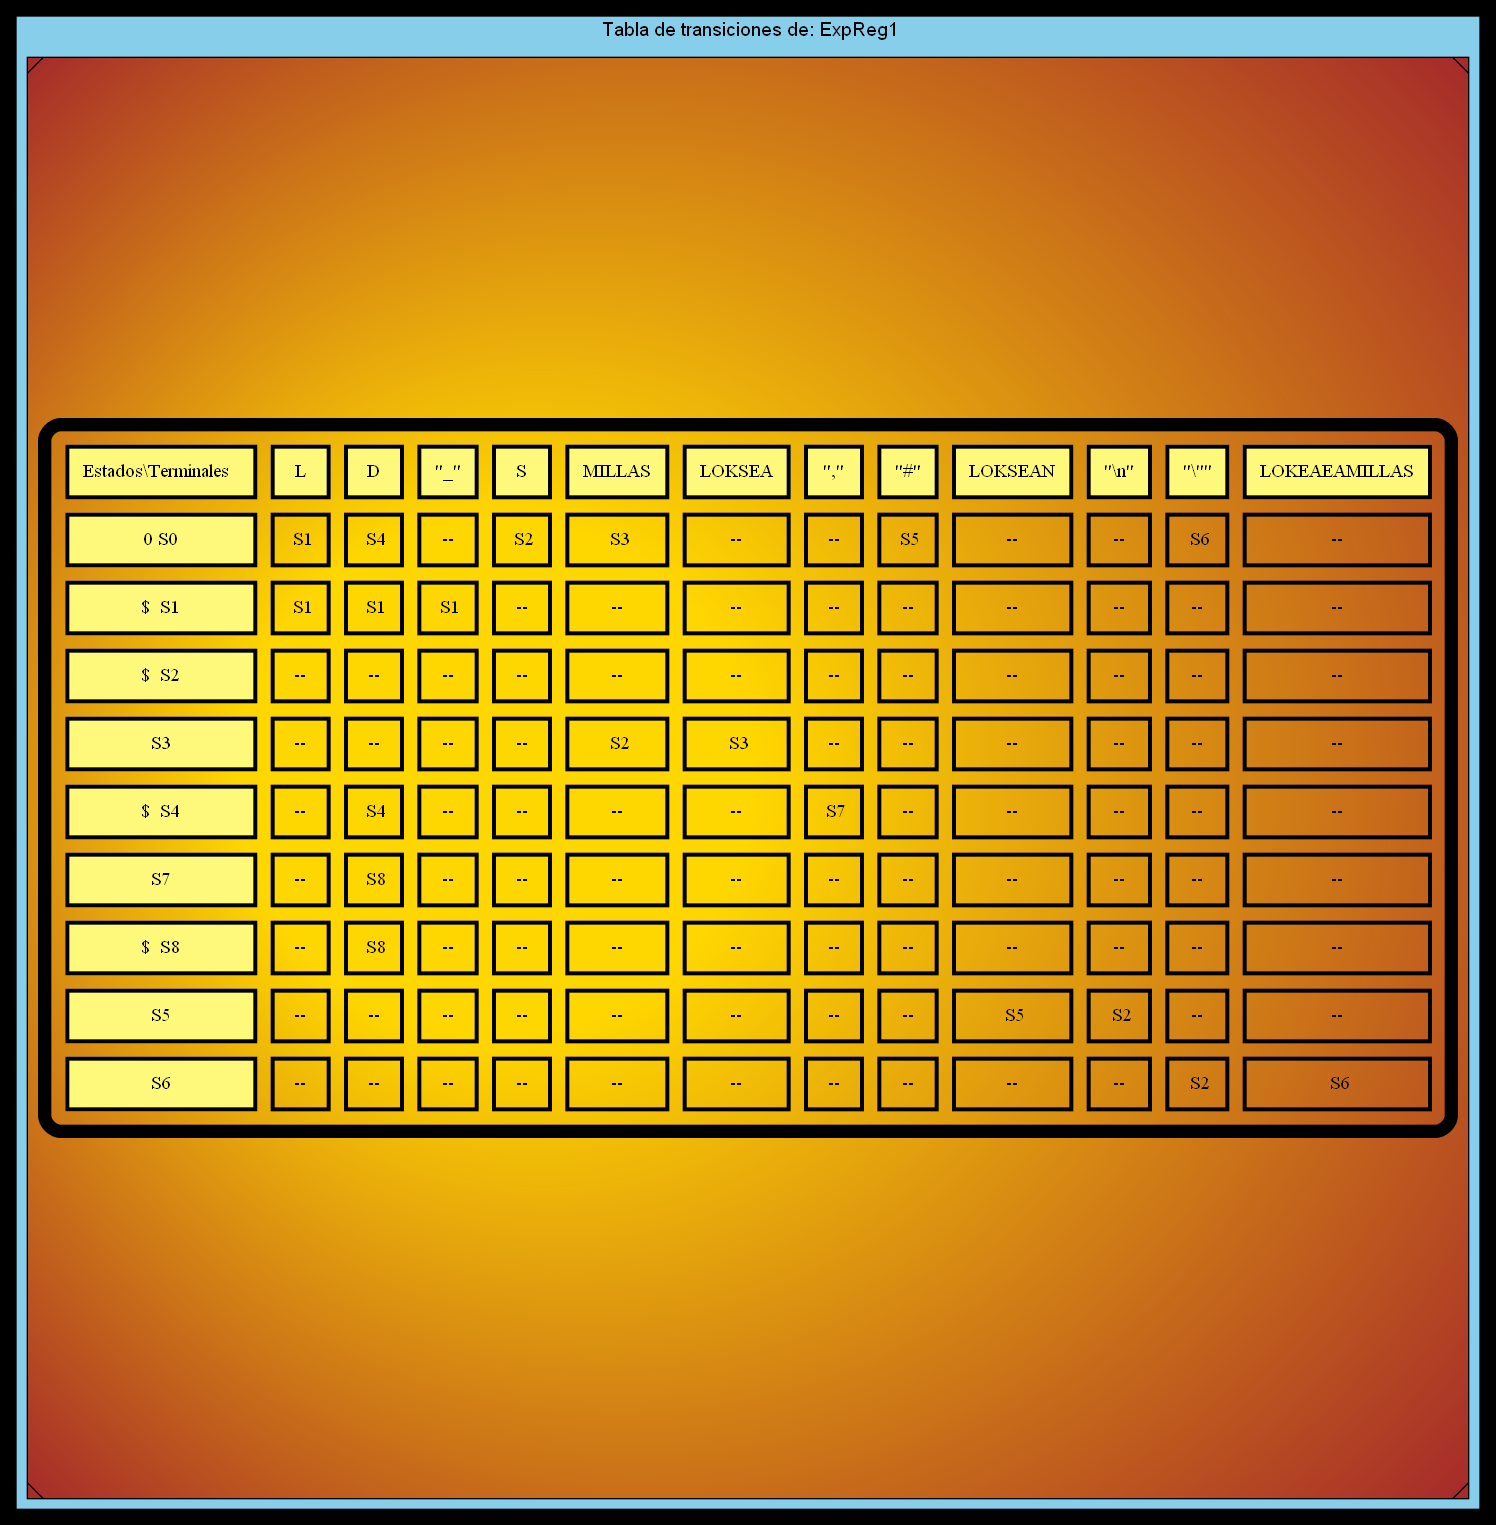 Tabla de transiciones de: ExpReg1
Estados\Terminales L D "_" S MILLAS LOKSEA "," "#" LOKSEAN "\n" "\"" LOKEAEAMILLAS
0 S0 S1 S4 -- S2 S3 -- -- S5 -- -- S6 --
$ S1 S1 S1 S1 -- -- -- -- -- -- -- -- --
$ S2 -- -- -- -- -- -- -- -- -- -- -- --
S3 -- -- -- -- S2 S3 -- -- -- -- -- --
$ S4 -- S4 -- -- -- -- S7 -- -- -- -- --
S7 -- S8 -- -- -- -- -- -- -- -- -- --
$ S8 -- S8 -- -- -- -- -- -- -- -- -- --
S5 -- -- -- -- -- -- -- -- S5 S2 -- --
S6 -- -- -- -- -- -- -- -- -- -- S2 S6